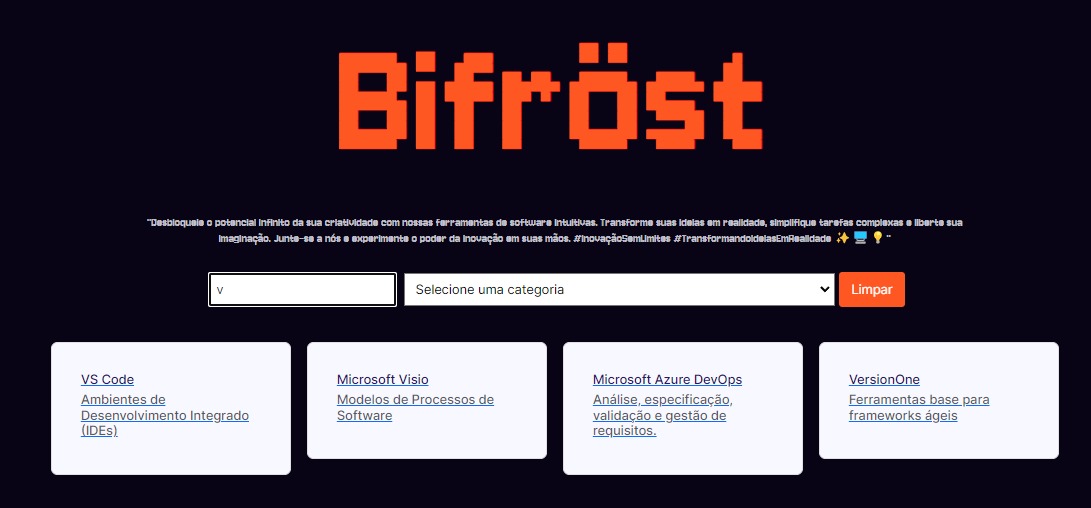 Bifröst
"Desbloqueie o potencial infinito da sua criatividade com nossas ferramentas de software intuitivas. Transforme suas ideias em realidade, simplifique tarefas complexas e liberte sua
imaginação. Junte-se a nós e experimente o poder da inovação em suas mãos. #InovaçãoSemLimites #TransformandoIdeiasEmRealidade ✨ 🖥️ 💡"
v
Selecione uma categoria
Limpar
VS Code
Ambientes de
Desenvolvimento Integrado
(IDEs)
Microsoft Visio
Modelos de Processos de
Software
Microsoft Azure DevOps
Análise, especificação,
validação e gestão de
requisitos.
VersionOne
Ferramentas base para
frameworks ágeis